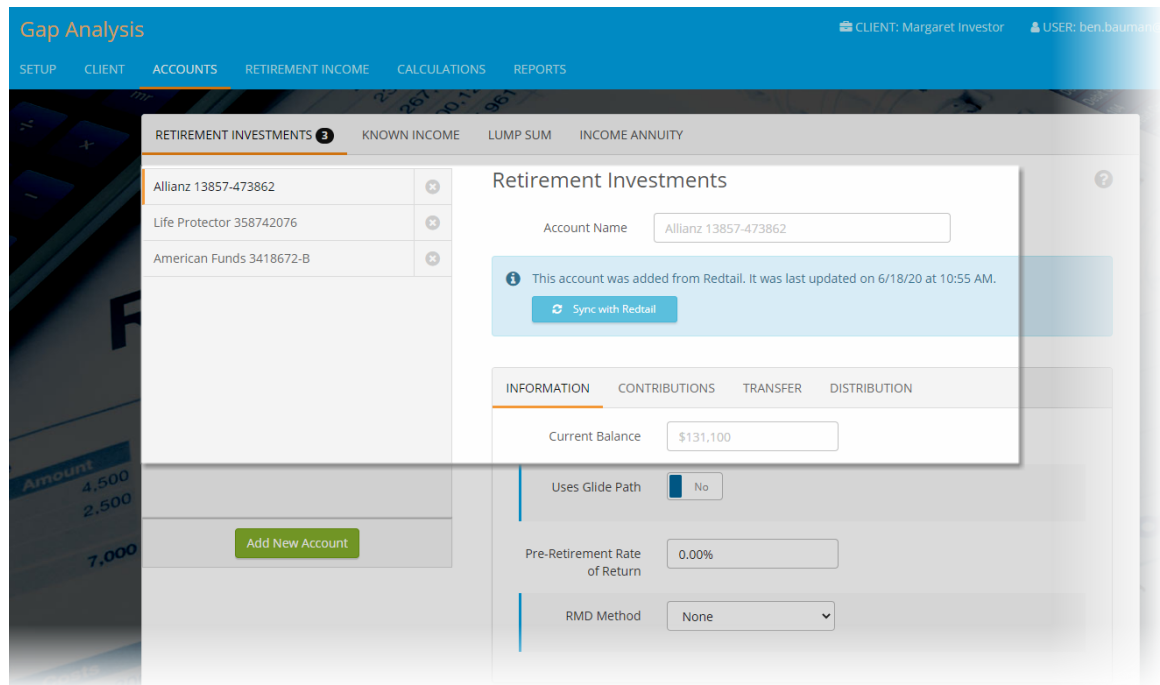 Gap Analysis
CLIENT: Margaret Investor
USER: ben.bauman
SETUP CLIENT ACCOUNTS RETIREMENT INCOME CALCULATIONS REPORTS
RETIREMENT INVESTMENTS 3 KNOWN INCOME LUMP SUM INCOME ANNUITY
Allianz 13857-473862
Life Protector 358742076
American Funds 3418672-B
Add New Account
Retirement Investments
Account Name Allianz 13857-473862
This account was added from Redtail. It was last updated on 6/18/20 at 10:55 AM.
Sync with Redtail
INFORMATION CONTRIBUTIONS TRANSFER DISTRIBUTION
Current Balance $131,100
Uses Glide Path No
Pre-Retirement Rate
of Return 0.00%
RMD Method None
Amount
4,500
2,500
7,000